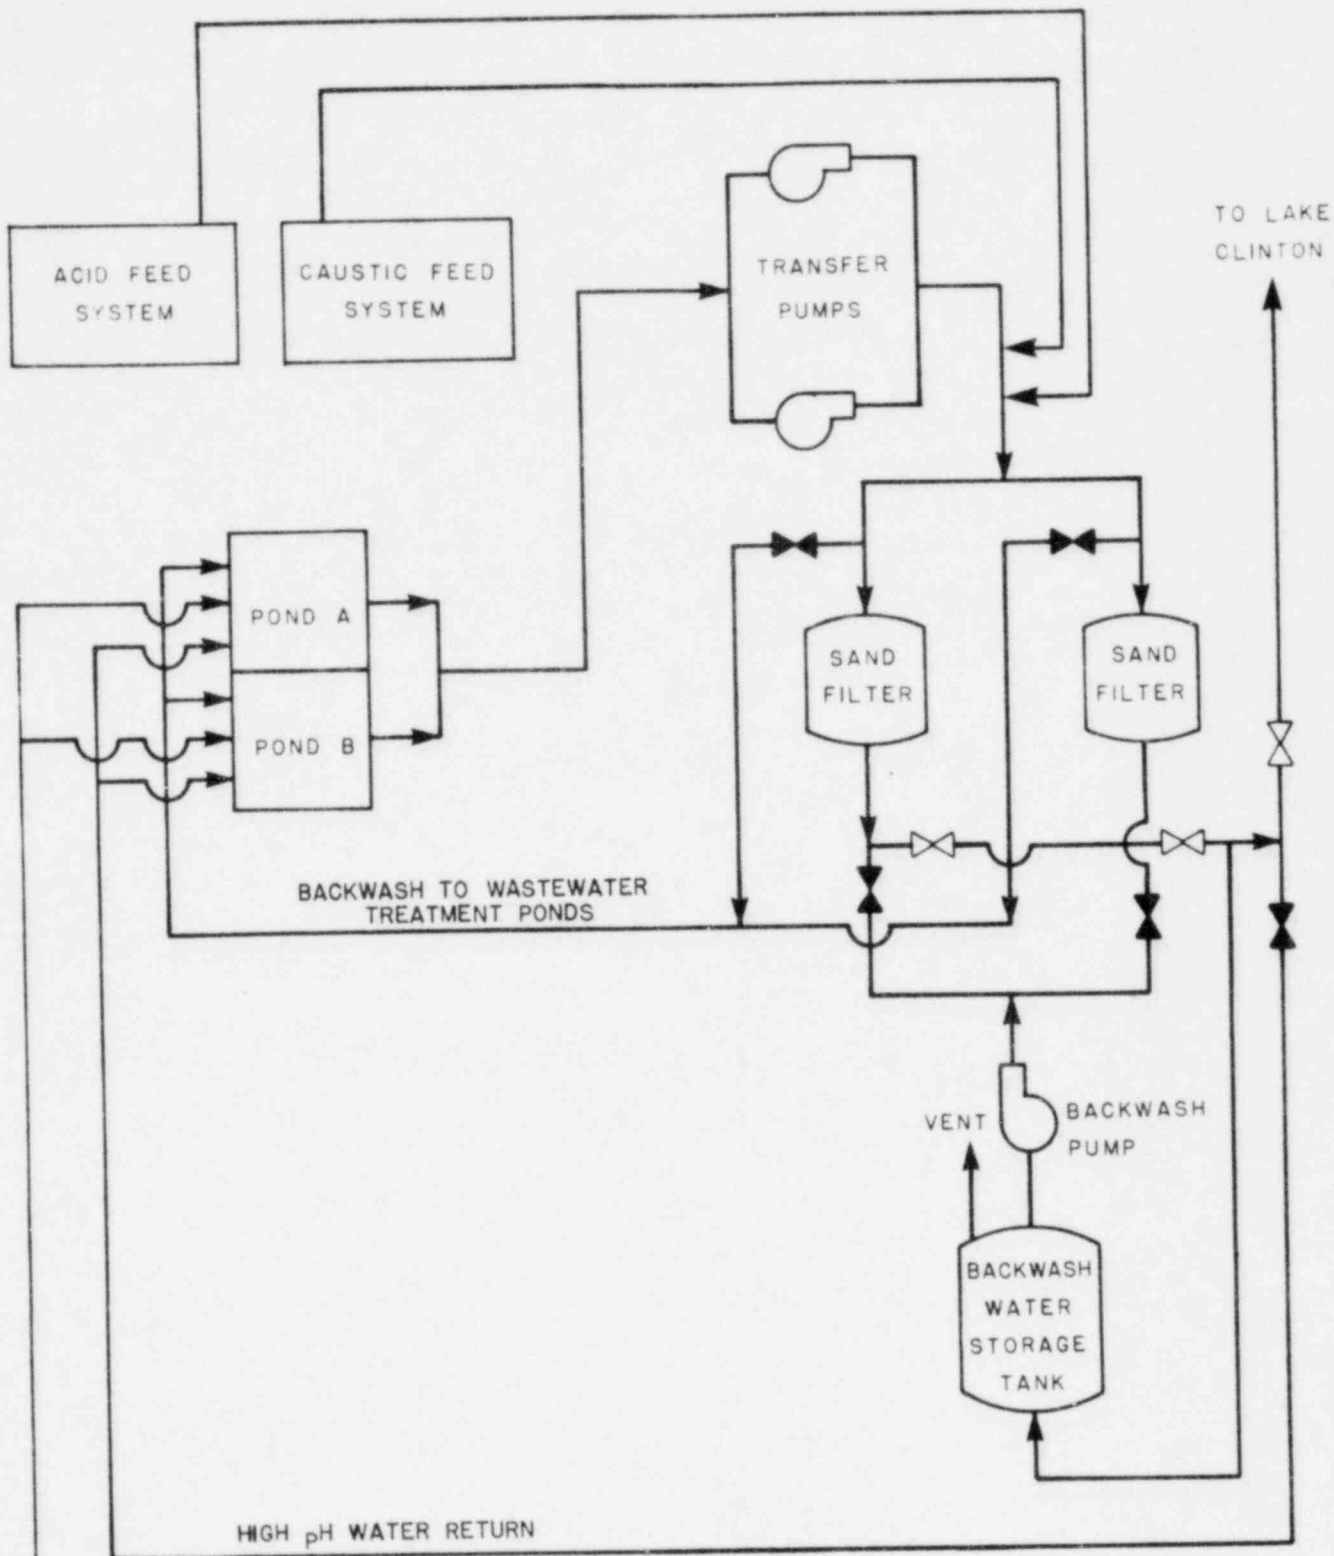 TO LAKE
CLINTON
ACID FEED
SYSTEM
CAUSTIC FEED
SYSTEM
TRANSFER
PUMPS
POND A
POND B
SAND
FILTER
SAND
FILTER
BACKWASH TO WASTEWATER
TREATMENT PONDS
VENT
BACKWASH
PUMP
BACKWASH
WATER
STORAGE
TANK
HIGH pH WATER RETURN